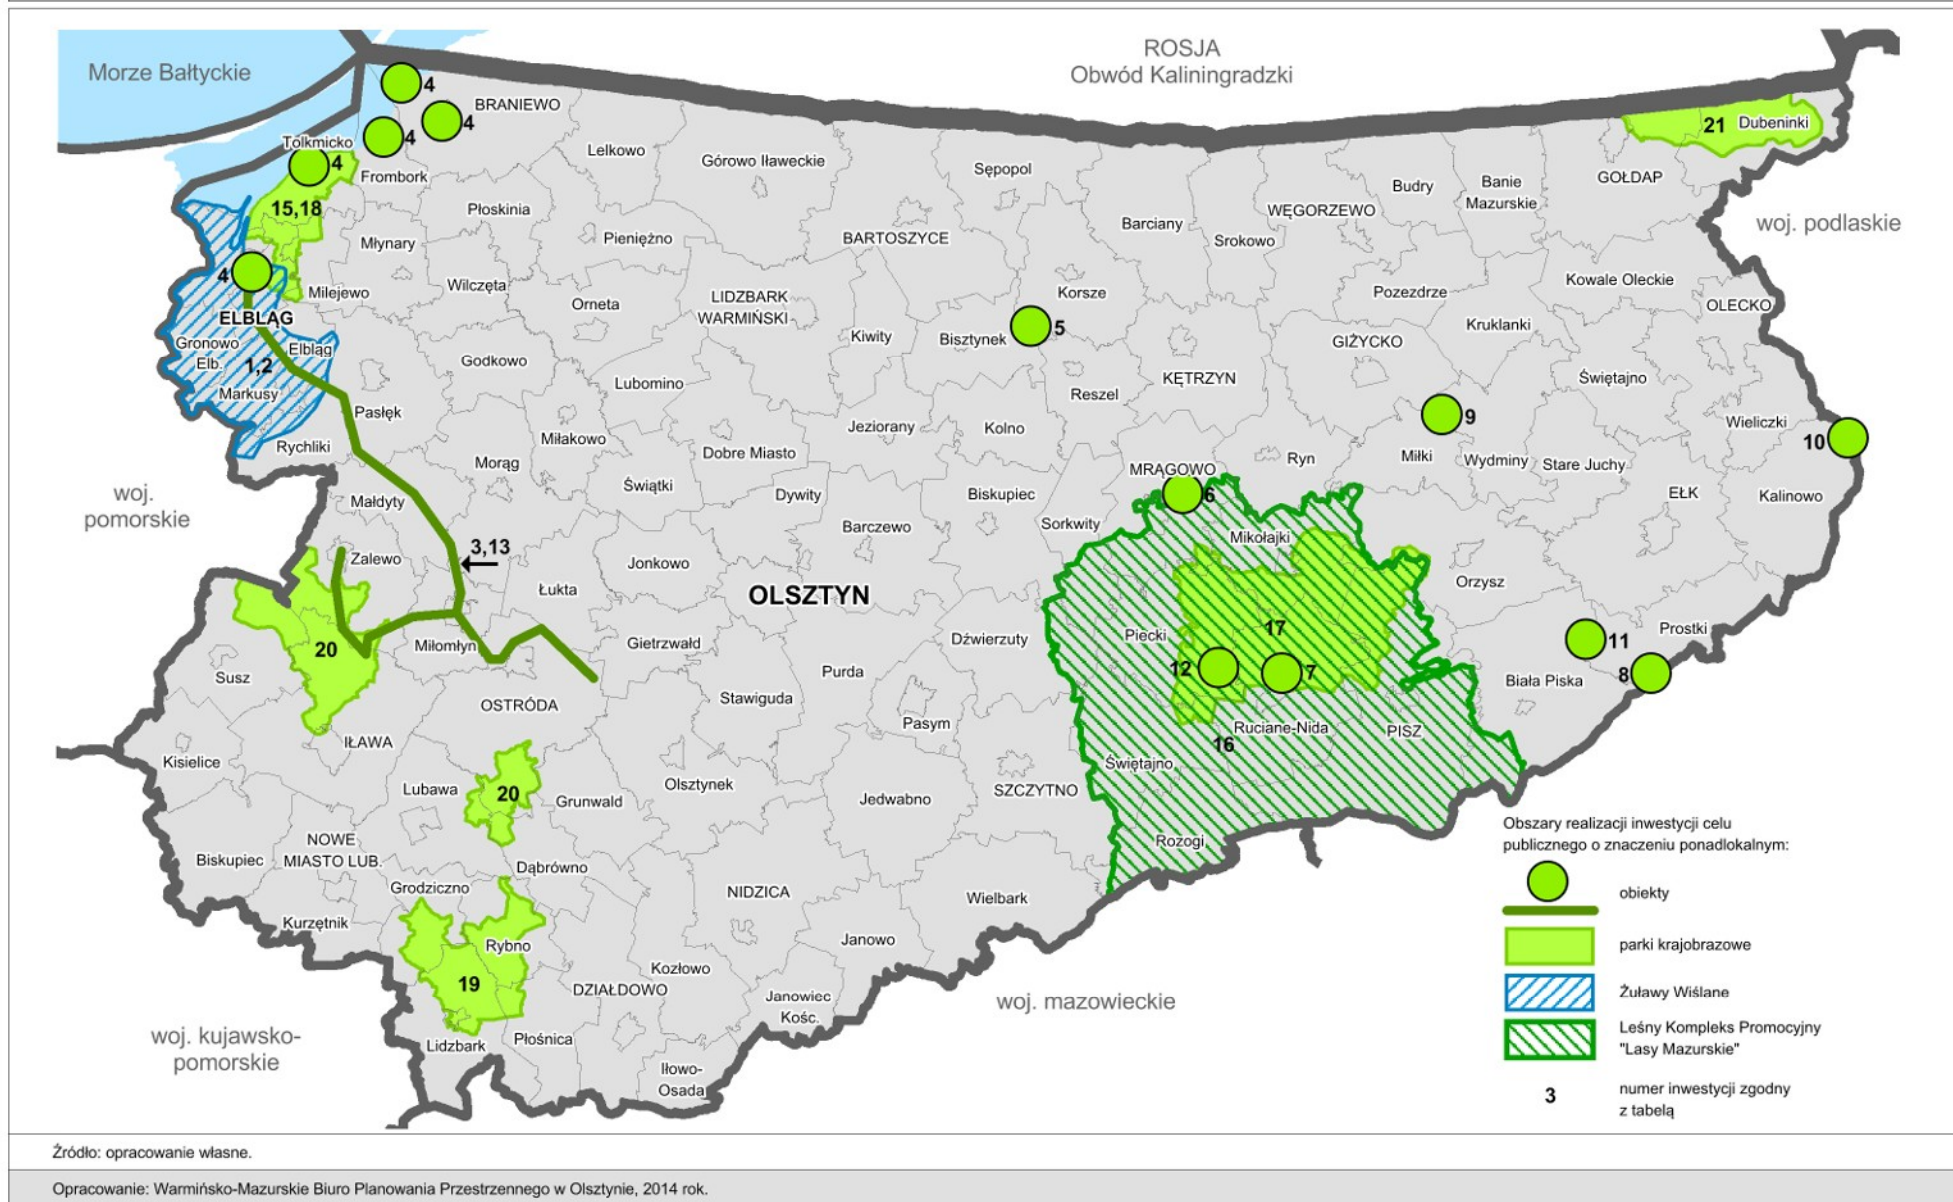 Morze Bałtyckie
ROSJA
Obwód Kaliningradzki
4
BRANIEWO
4
4
Tolkmicko
4
Frombork
Lelkowo
Górowo Iławeckie
Sępopol
21
Dubeninki
15,18
Płoskinia
Barciany
WĘGORZEWO
Budry
Banie
Mazurskie
GOŁDAP
woj. podlaskie
Młynary
Pieniężno
BARTOSZYCE
Srokowo
4
Milejewo
Wilczęta
Orneta
LIDZBARK
WARMIŃSKI
Korsze
Pozezdrze
Kowale Oleckie
OLECKO
ELBLĄG
Gronowo
Elb.
Elbląg
1,2
Markusy
Godkowo
Kiwity
Bisztynek
5
GIŻYCKO
Kruklanki
Pasłęk
Lubomino
Reszel
KĘTRZYN
Świętajno
Rychliki
Miłakowo
Jeziorany
Kolno
9
Wieliczki
10
Morąg
Dobre Miasto
MRĄGOWO
Ryn
Miłki
Wydminy
Stare Juchy
woj.
pomorskie
Małdyty
Świątki
Dywity
Biskupiec
6
EŁK
Kalinowo
Barczewo
Sorkwity
Mikołajki
3,13
Zalewo
Jonkowo
Łukta
OLSZTYN
Orzysz
20
Miłomłyn
Gietrzwałd
Dźwierzuty
Piecki
17
11
Prostki
Susz
Purda
12
7
Biała Piska
8
OSTRÓDA
Stawiguda
Pasym
Ruciane-Nida
PISZ
16
IŁAWA
Kisielice
Świętajno
Lubawa
20
Grunwald
Olsztynek
Jedwabno
SZCZYTNO
NOWE
MIASTO LUB.
Biskupiec
Rozogi
Dąbrówno
Grodziczno
NIDZICA
Wielbark
Kurzętnik
Rybno
Janowo
19
Kozłowo
DZIAŁDOWO
Janowiec
Kośc.
woj. mazowieckie
woj. kujawsko-
pomorskie
Lidzbark
Płośnica
Iłowo-
Osada
Obszary realizacji inwestycji celu
publicznego o znaczeniu ponadlokalnym:
obiekty
parki krajobrazowe
Żuławy Wiślane
Leśny Kompleks Promocyjny
"Lasy Mazurskie"
3
numer inwestycji zgodny
z tabelą
Źródło: opracowanie własne.
Opracowanie: Warmińsko-Mazurskie Biuro Planowania Przestrzennego w Olsztynie, 2014 rok.